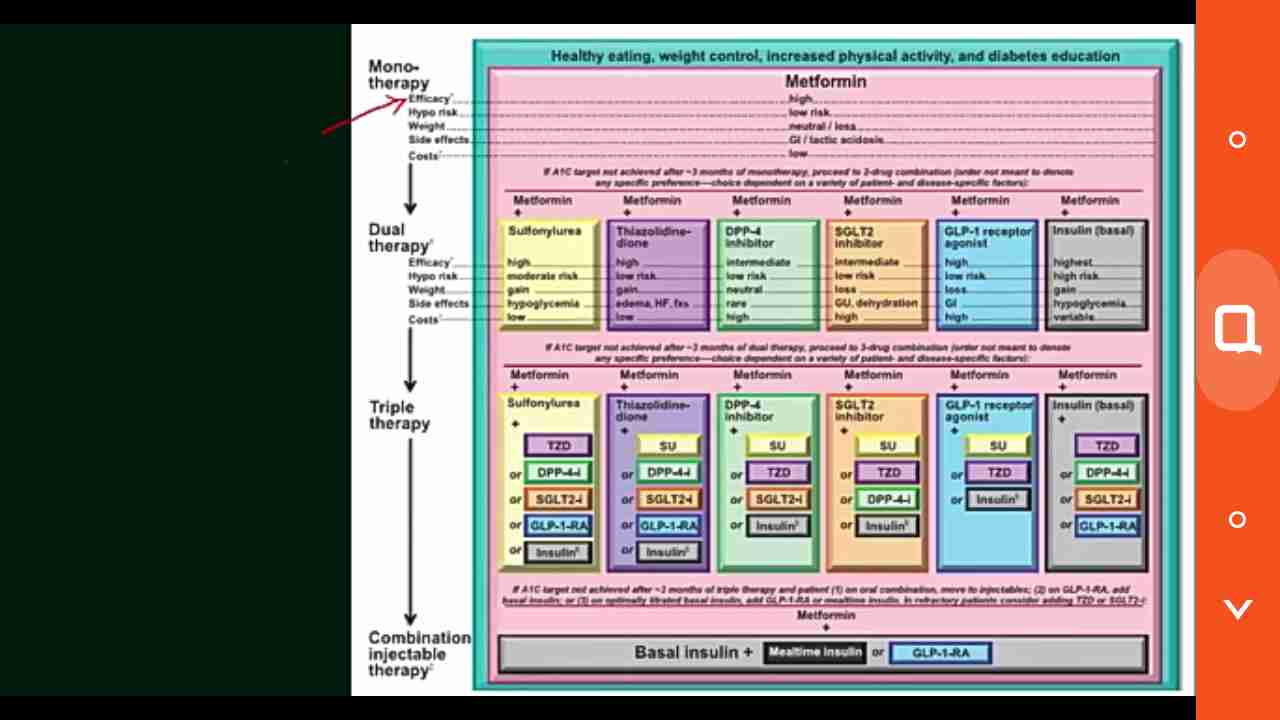 Healthy eating, weight control, increased physical activity, and diabetes education
Mono-
therapy
Metformin
Efficacy* high
Hypo risk low risk
Weight neutral / loss
Side effects GI / lactic acidosis
Costs* low
If A1C target not achieved after ~3 months of monotherapy, proceed to 2-drug combination (order not meant to denote
any specific preference—choice dependent on a variety of patient- and disease-specific factors):
Metformin Metformin Metformin Metformin Metformin Metformin
+ + + + + +
Dual
therapy†
Sulfonylurea Thiazolidine-dione DPP-4 inhibitor SGLT2 inhibitor GLP-1 receptor agonist Insulin (basal)
Efficacy* high high intermediate intermediate high highest
Hypo risk moderate risk low risk low risk low risk low risk high risk
Weight gain gain neutral loss loss gain
Side effects hypoglycemia edema, HF, fxs rare GU, dehydration GI hypoglycemia
Costs* low low high high high variable
If A1C target not achieved after ~3 months of dual therapy, proceed to 3-drug combination (order not meant to denote
any specific preference—choice dependent on a variety of patient- and disease-specific factors):
Metformin Metformin Metformin Metformin Metformin Metformin
+ + + + + +
Triple
therapy
Sulfonylurea Thiazolidine-dione DPP-4 inhibitor SGLT2 inhibitor GLP-1 receptor agonist Insulin (basal)
+ + + + + +
TZD SU SU SU SU TZD
or DPP-4-i or DPP-4-i or TZD or TZD or TZD or DPP-4-i
or SGLT2-i or SGLT2-i or SGLT2-i or DPP-4-i or Insulin§ or SGLT2-i
or GLP-1-RA or GLP-1-RA or Insulin§ or Insulin§ or GLP-1-RA
or Insulin§ or Insulin§
If A1C target not achieved after ~3 months of triple therapy and patient (1) on oral combination, move to injectables; (2) on GLP-1-RA, add
basal insulin; or (3) on optimally titrated basal insulin, add GLP-1-RA or mealtime insulin. In refractory patients consider adding TZD or SGLT2-i:
Metformin
+
Combination
injectable
therapy‡
Basal insulin + Mealtime Insulin or GLP-1-RA